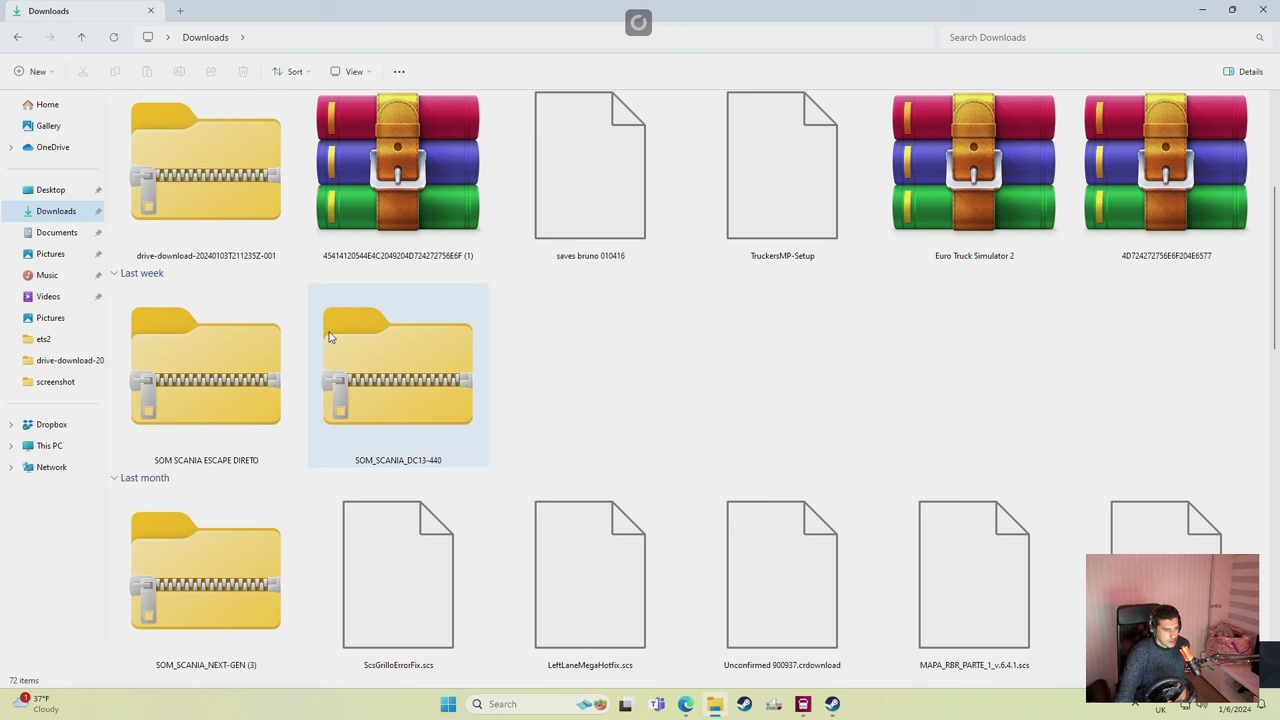 Downloads
Downloads
Search Downloads
New
Sort
View
Details
Home
Gallery
OneDrive
Desktop
Downloads
Documents
Pictures
Music
Videos
Pictures
ets2
drive-download-20
screenshot
Dropbox
This PC
Network
drive-download-20240103T211235Z-001
45414120544E4C2049204D724272756E6F (1)
saves bruno 010416
TruckersMP-Setup
Euro Truck Simulator 2
4D724272756E6F204E6577
Last week
SOM SCANIA ESCAPE DIRETO
SOM_SCANIA_DC13-440
Last month
SOM_SCANIA_NEXT-GEN (3)
ScsGrilloErrorFix.scs
LeftLaneMegaHotfix.scs
Unconfirmed 900937.crdownload
MAPA_RBR_PARTE_1_v.6.4.1.scs
72 items
1
37°F
Cloudy
Search
UK
1/6/2024